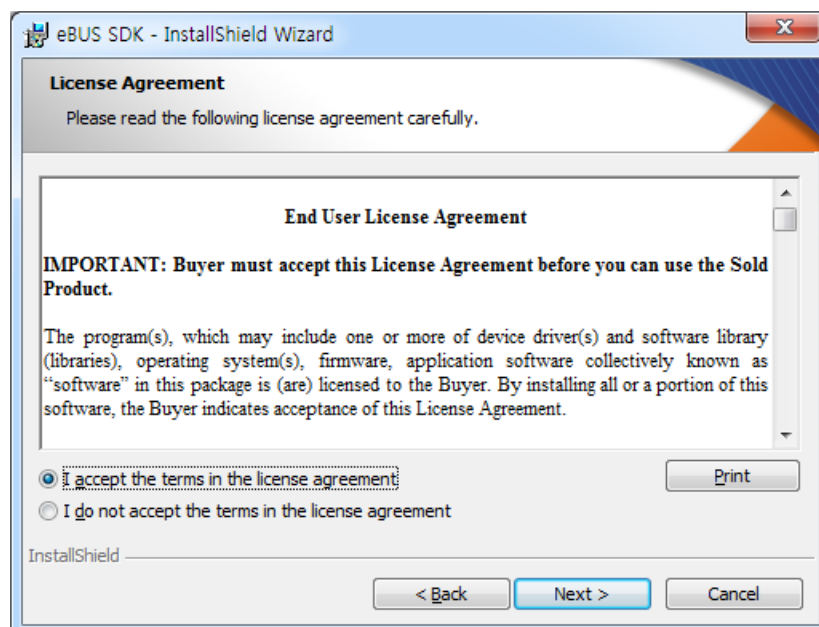 eBUS SDK - InstallShield Wizard
License Agreement
Please read the following license agreement carefully.
End User License Agreement
IMPORTANT: Buyer must accept this License Agreement before you can use the Sold
Product.
The program(s), which may include one or more of device driver(s) and software library
(libraries), operating system(s), firmware, application software collectively known as
“software” in this package is (are) licensed to the Buyer. By installing all or a portion of this
software, the Buyer indicates acceptance of this License Agreement.
I accept the terms in the license agreement
Print
I do not accept the terms in the license agreement
InstallShield
< Back
Next >
Cancel